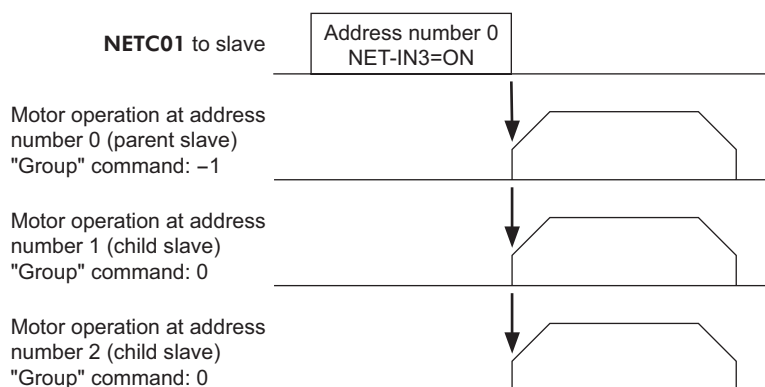 NETC01 to slave
Address number 0
NET-IN3=ON
Motor operation at address
number 0 (parent slave)
"Group" command: −1
Motor operation at address
number 1 (child slave)
"Group" command: 0
Motor operation at address
number 2 (child slave)
"Group" command: 0